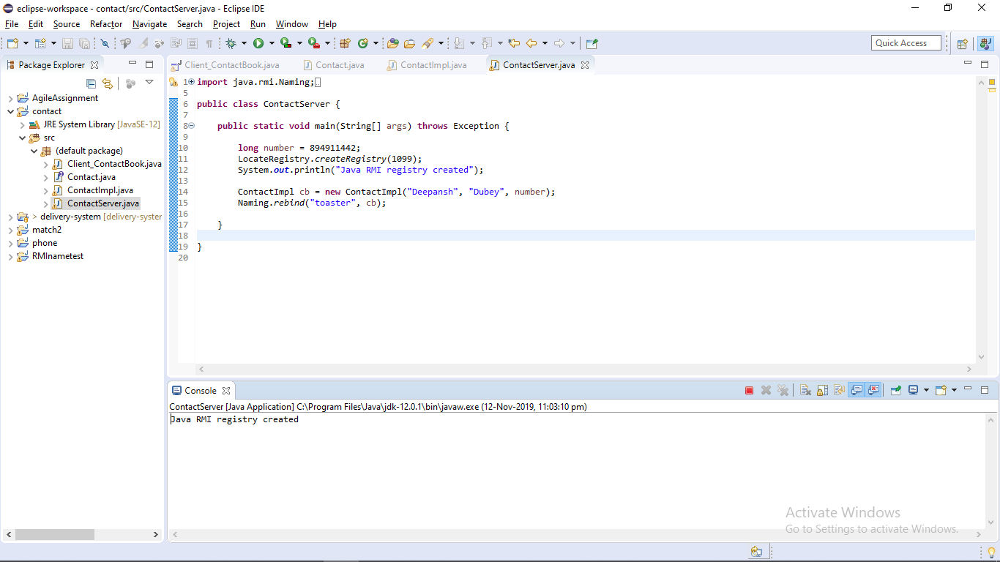 eclipse-workspace - contact/src/ContactServer.java - Eclipse IDE
File Edit Source Refactor Navigate Search Project Run Window Help
Quick Access
Package Explorer
Client_ContactBook.java Contact.java ContactImpl.java ContactServer.java
AgileAssignment
contact
JRE System Library [JavaSE-12]
src
(default package)
Client_ContactBook.java
Contact.java
ContactImpl.java
ContactServer.java
> delivery-system [delivery-system
match2
phone
RMInametest
1 import java.rmi.Naming;
5
6 public class ContactServer {
7
8 public static void main(String[] args) throws Exception {
9
10 long number = 894911442;
11 LocateRegistry.createRegistry(1099);
12 System.out.println("Java RMI registry created");
13
14 ContactImpl cb = new ContactImpl("Deepansh", "Dubey", number);
15 Naming.rebind("toaster", cb);
16
17 }
18
19 }
20
Console
ContactServer [Java Application] C:\Program Files\Java\jdk-12.0.1\bin\javaw.exe (12-Nov-2019, 11:03:10 pm)
Java RMI registry created
Activate Windows
Go to Settings to activate Windows.